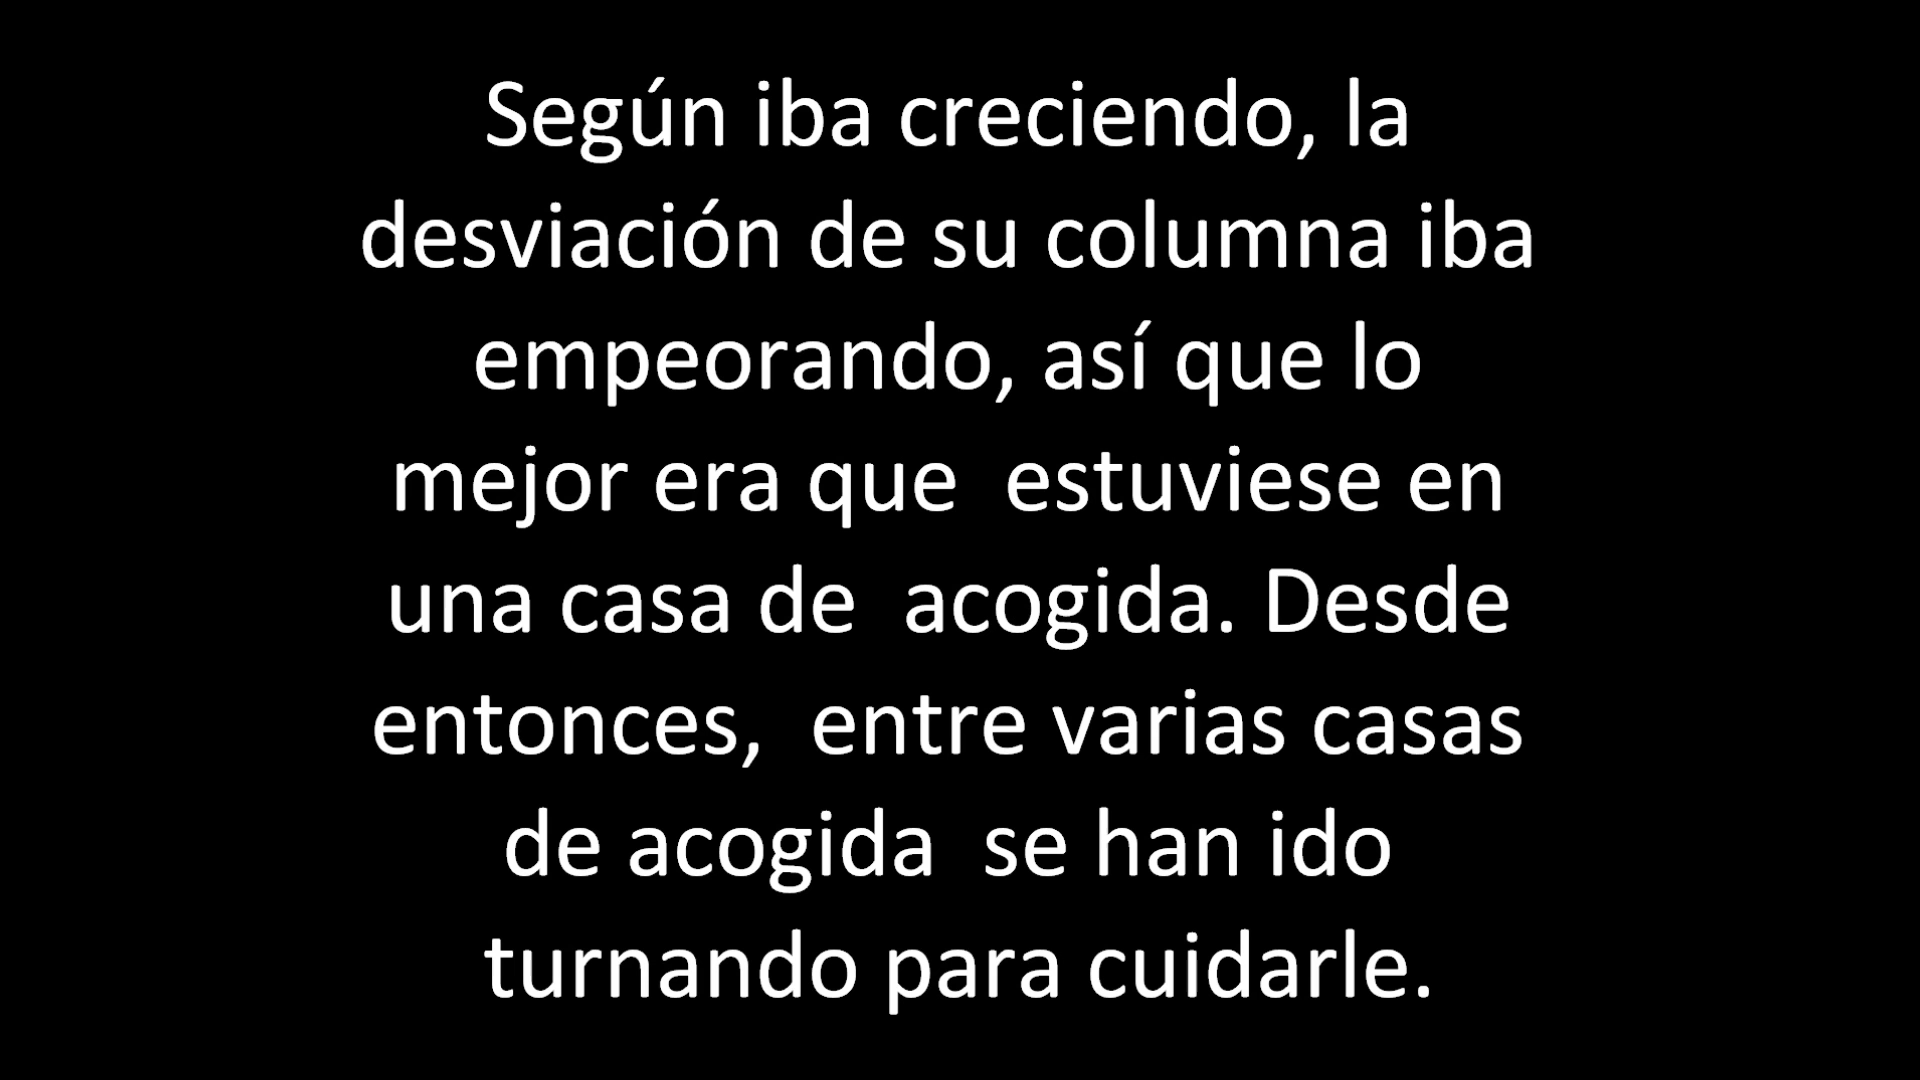 Según iba creciendo, la
desviación de su columna iba
empeorando, así que lo
mejor era que  estuviese en
una casa de  acogida. Desde
entonces,  entre varias casas
de acogida  se han ido
turnando para cuidarle.